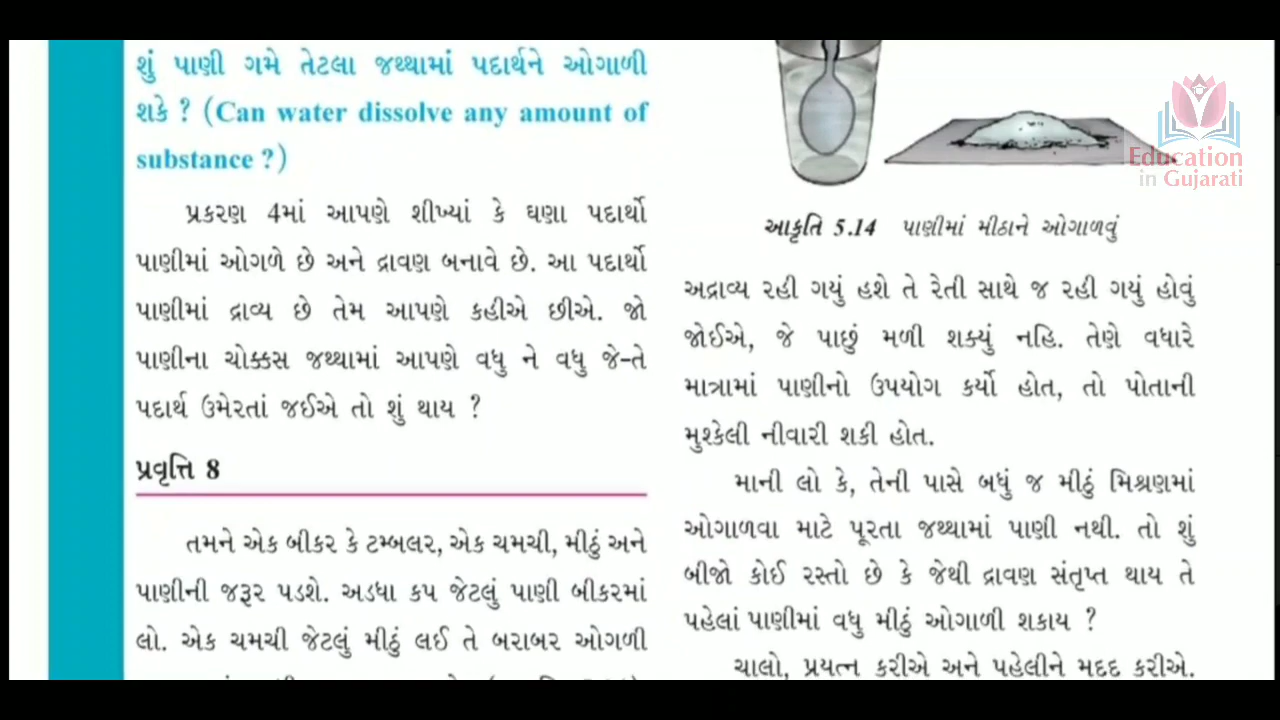 શું પાણી ગમે તેટલા જથ્થામાં પદાર્થને ઓગાળી
શકે ? (Can water dissolve any amount of
substance ?)
પ્રકરણ 4માં આપણે શીખ્યાં કે ઘણા પદાર્થો
પાણીમાં ઓગળે છે અને દ્રાવણ બનાવે છે. આ પદાર્થો
પાણીમાં દ્રાવ્ય છે તેમ આપણે કહીએ છીએ. જો
પાણીના ચોક્કસ જથ્થામાં આપણે વધુ ને વધુ જે-તે
પદાર્થ ઉમેરતાં જઈએ તો શું થાય ?
પ્રવૃત્તિ 8
તમને એક બીકર કે ટમ્બલર, એક ચમચી, મીઠું અને
પાણીની જરૂર પડશે. અડધા કપ જેટલું પાણી બીકરમાં
લો. એક ચમચી જેટલું મીઠું લઈ તે બરાબર ઓગળી
Education
in Gujarati
આકૃતિ 5.14 પાણીમાં મીઠાને ઓગાળવું
અદ્રાવ્ય રહી ગયું હશે તે રેતી સાથે જ રહી ગયું હોવું
જોઈએ, જે પાછું મળી શક્યું નહિ. તેણે વધારે
માત્રામાં પાણીનો ઉપયોગ કર્યો હોત, તો પોતાની
મુશ્કેલી નીવારી શકી હોત.
માની લો કે, તેની પાસે બધું જ મીઠું મિશ્રણમાં
ઓગાળવા માટે પૂરતા જથ્થામાં પાણી નથી. તો શું
બીજો કોઈ રસ્તો છે કે જેથી દ્રાવણ સંતૃપ્ત થાય તે
પહેલાં પાણીમાં વધુ મીઠું ઓગાળી શકાય ?
ચાલો, પ્રયત્ન કરીએ અને પહેલીને મદદ કરીએ.